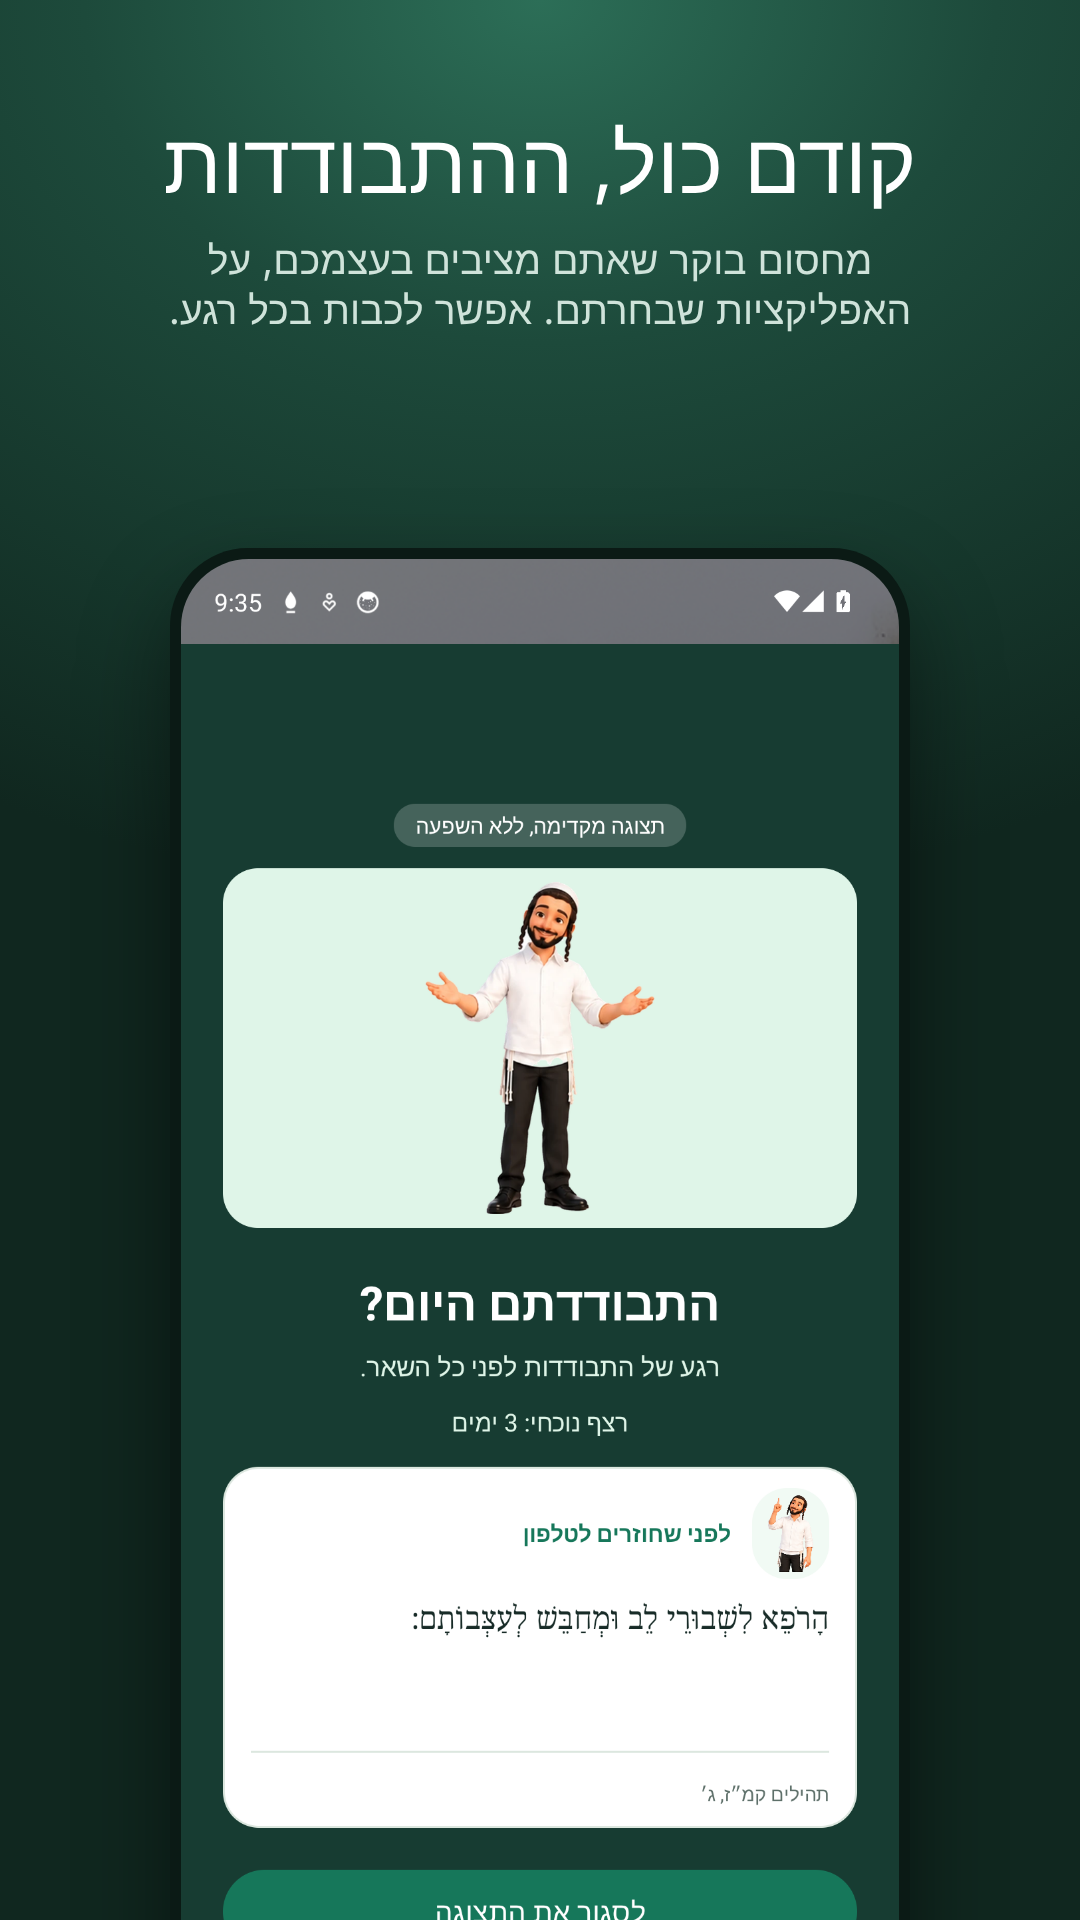 קודם כול, ההתבודדות
מחסום בוקר שאתם מציבים בעצמכם, על
האפליקציות שבחרתם. אפשר לכבות בכל רגע.
9:35
תצוגה מקדימה, ללא השפעה
התבודדתם היום?
רגע של התבודדות לפני כל השאר.
רצף נוכחי: 3 ימים
לפני שחוזרים לטלפון
הָרֹפֵא לִשְׁבוּרֵי לֵב וּמְחַבֵּשׁ לְעַצְּבוֹתָם:
תהילים קמ״ז, ג׳
לסגור את התצוגה